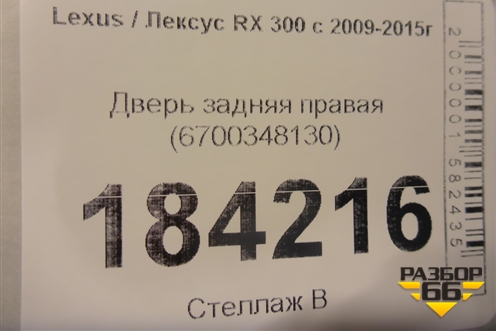 Lexus / Лексус RX 300 с 2009-2015г
Дверь задняя правая
(6700348130)
184216
Стеллаж В
2000001582435
РАЗБОР
66